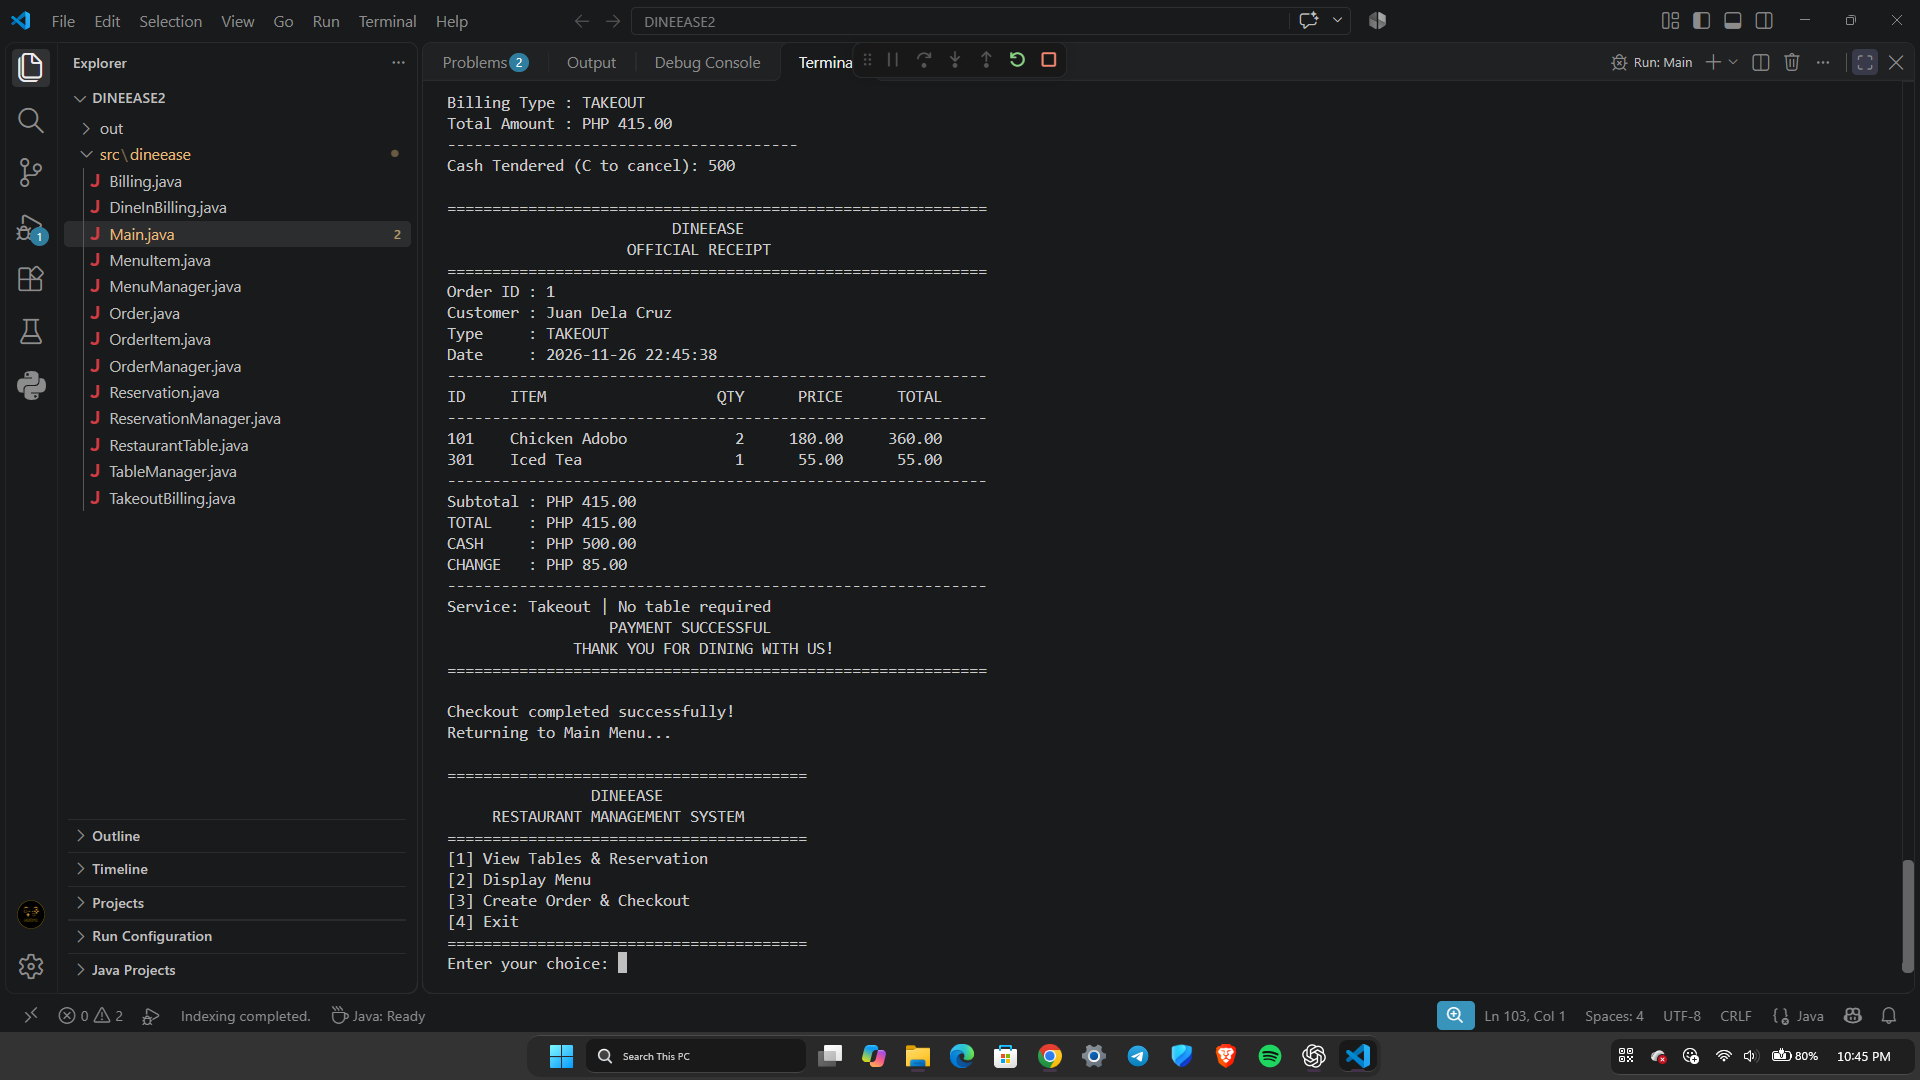 File Edit Selection View Go Run Terminal Help
DINEEASE2
Explorer
DINEEASE2
out
src\dineease
J Billing.java
J DineInBilling.java
J Main.java 2
J MenuItem.java
J MenuManager.java
J Order.java
J OrderItem.java
J OrderManager.java
J Reservation.java
J ReservationManager.java
J RestaurantTable.java
J TableManager.java
J TakeoutBilling.java
Outline
Timeline
Projects
Run Configuration
Java Projects
1
Problems 2 Output Debug Console Termina
Run: Main
Billing Type : TAKEOUT
Total Amount : PHP 415.00
---------------------------------------
Cash Tendered (C to cancel): 500
============================================================
DINEEASE
OFFICIAL RECEIPT
============================================================
Order ID : 1
Customer : Juan Dela Cruz
Type : TAKEOUT
Date : 2026-11-26 22:45:38
------------------------------------------------------------
ID ITEM QTY PRICE TOTAL
------------------------------------------------------------
101 Chicken Adobo 2 180.00 360.00
301 Iced Tea 1 55.00 55.00
------------------------------------------------------------
Subtotal : PHP 415.00
TOTAL : PHP 415.00
CASH : PHP 500.00
CHANGE : PHP 85.00
------------------------------------------------------------
Service: Takeout | No table required
PAYMENT SUCCESSFUL
THANK YOU FOR DINING WITH US!
============================================================
Checkout completed successfully!
Returning to Main Menu...
========================================
DINEEASE
RESTAURANT MANAGEMENT SYSTEM
========================================
[1] View Tables & Reservation
[2] Display Menu
[3] Create Order & Checkout
[4] Exit
========================================
Enter your choice:
0 2 Indexing completed. Java: Ready
Ln 103, Col 1 Spaces: 4 UTF-8 CRLF Java
Search This PC
80% 10:45 PM